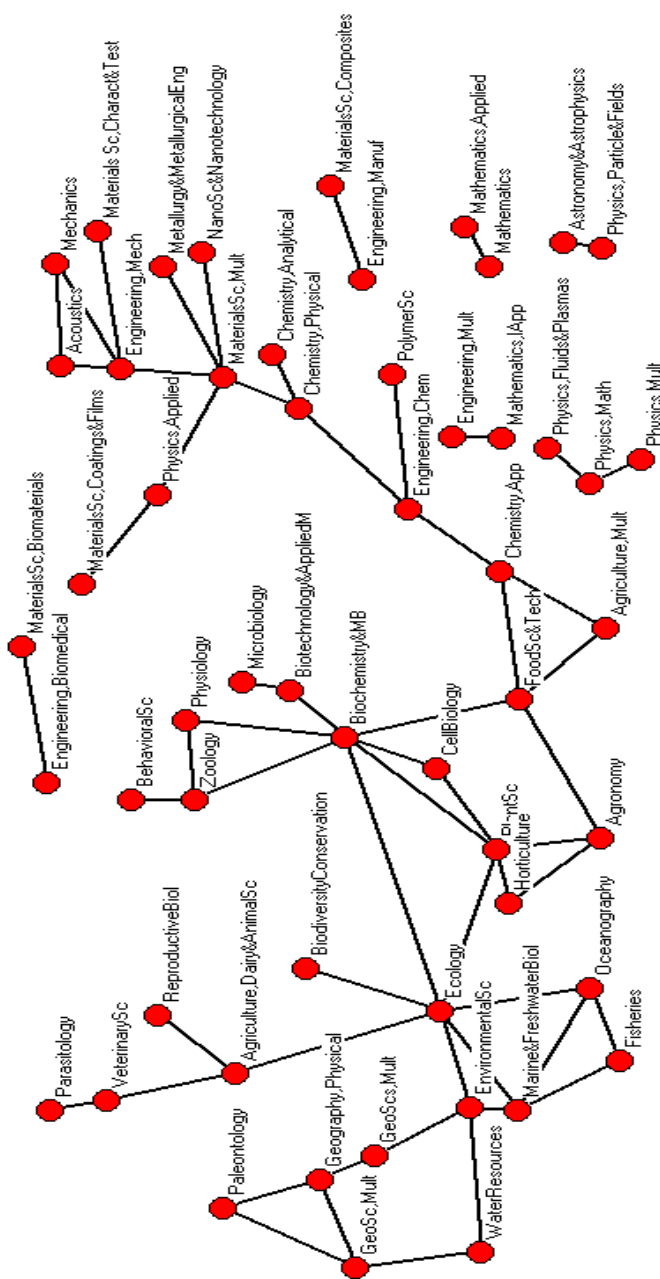 Parasitology
VeterinarySc
ReproductiveBiol
Agriculture,Dairy&AnimalSc
Paleontology
Geography,Physical
GeoScs,Mult
GeoSc,Mult
WaterResources
EnvironmentalSc
Ecology
BiodiversityConservation
Marine&FreshwaterBiol
Oceanography
Fisheries
Engineering,Biomedical
MaterialsSc,Biomaterials
BehavioralSc
Zoology
Physiology
Microbiology
Biotechnology&AppliedM
Biochemistry&MB
CellBiology
PlantSc
Horticulture
Agronomy
FoodSc&Tech
Agriculture,Mult
Chemistry,App
MaterialsSc,Coatings&Films
Physics,Applied
Acoustics
Mechanics
Engineering,Mech
Materials Sc,Charact&Test
Metallurgy&MetallurgicalEng
NanoSc&Nanotechnology
MaterialsSc,Mult
Chemistry,Analytical
Chemistry,Physical
Engineering,Chem
PolymerSc
MaterialsSc,Composites
Engineering,Manuf
Engineering,Mult
Mathematics,IApp
Mathematics,Applied
Mathematics
Physics,Fluids&Plasmas
Physics,Math
Physics,Mult
Astronomy&Astrophysics
Physics,Particle&Fields